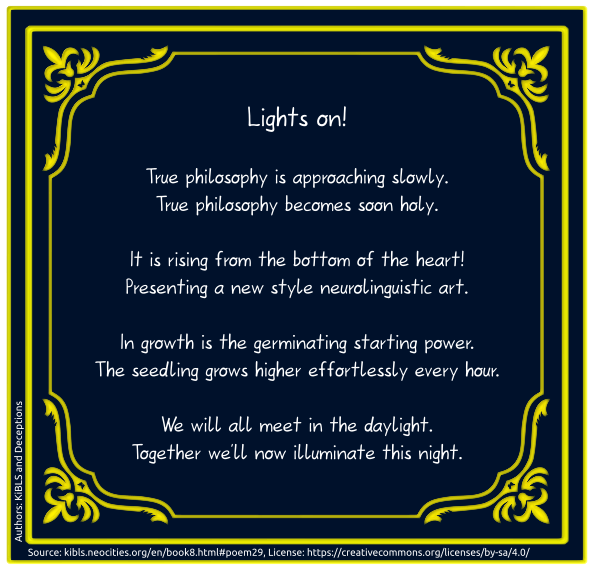 Lights on!
True philosophy is approaching slowly.
True philosophy becomes soon holy.
It is rising from the bottom of the heart!
Presenting a new style neurolinguistic art.
In growth is the germinating starting power.
The seedling grows higher effortlessly every hour.
We will all meet in the daylight.
Together we'll now illuminate this night.
Authors: KiBLS and Deceptions
Source: kibls.neocities.org/en/book8.html#poem29, License: https://creativecommons.org/licenses/by-sa/4.0/